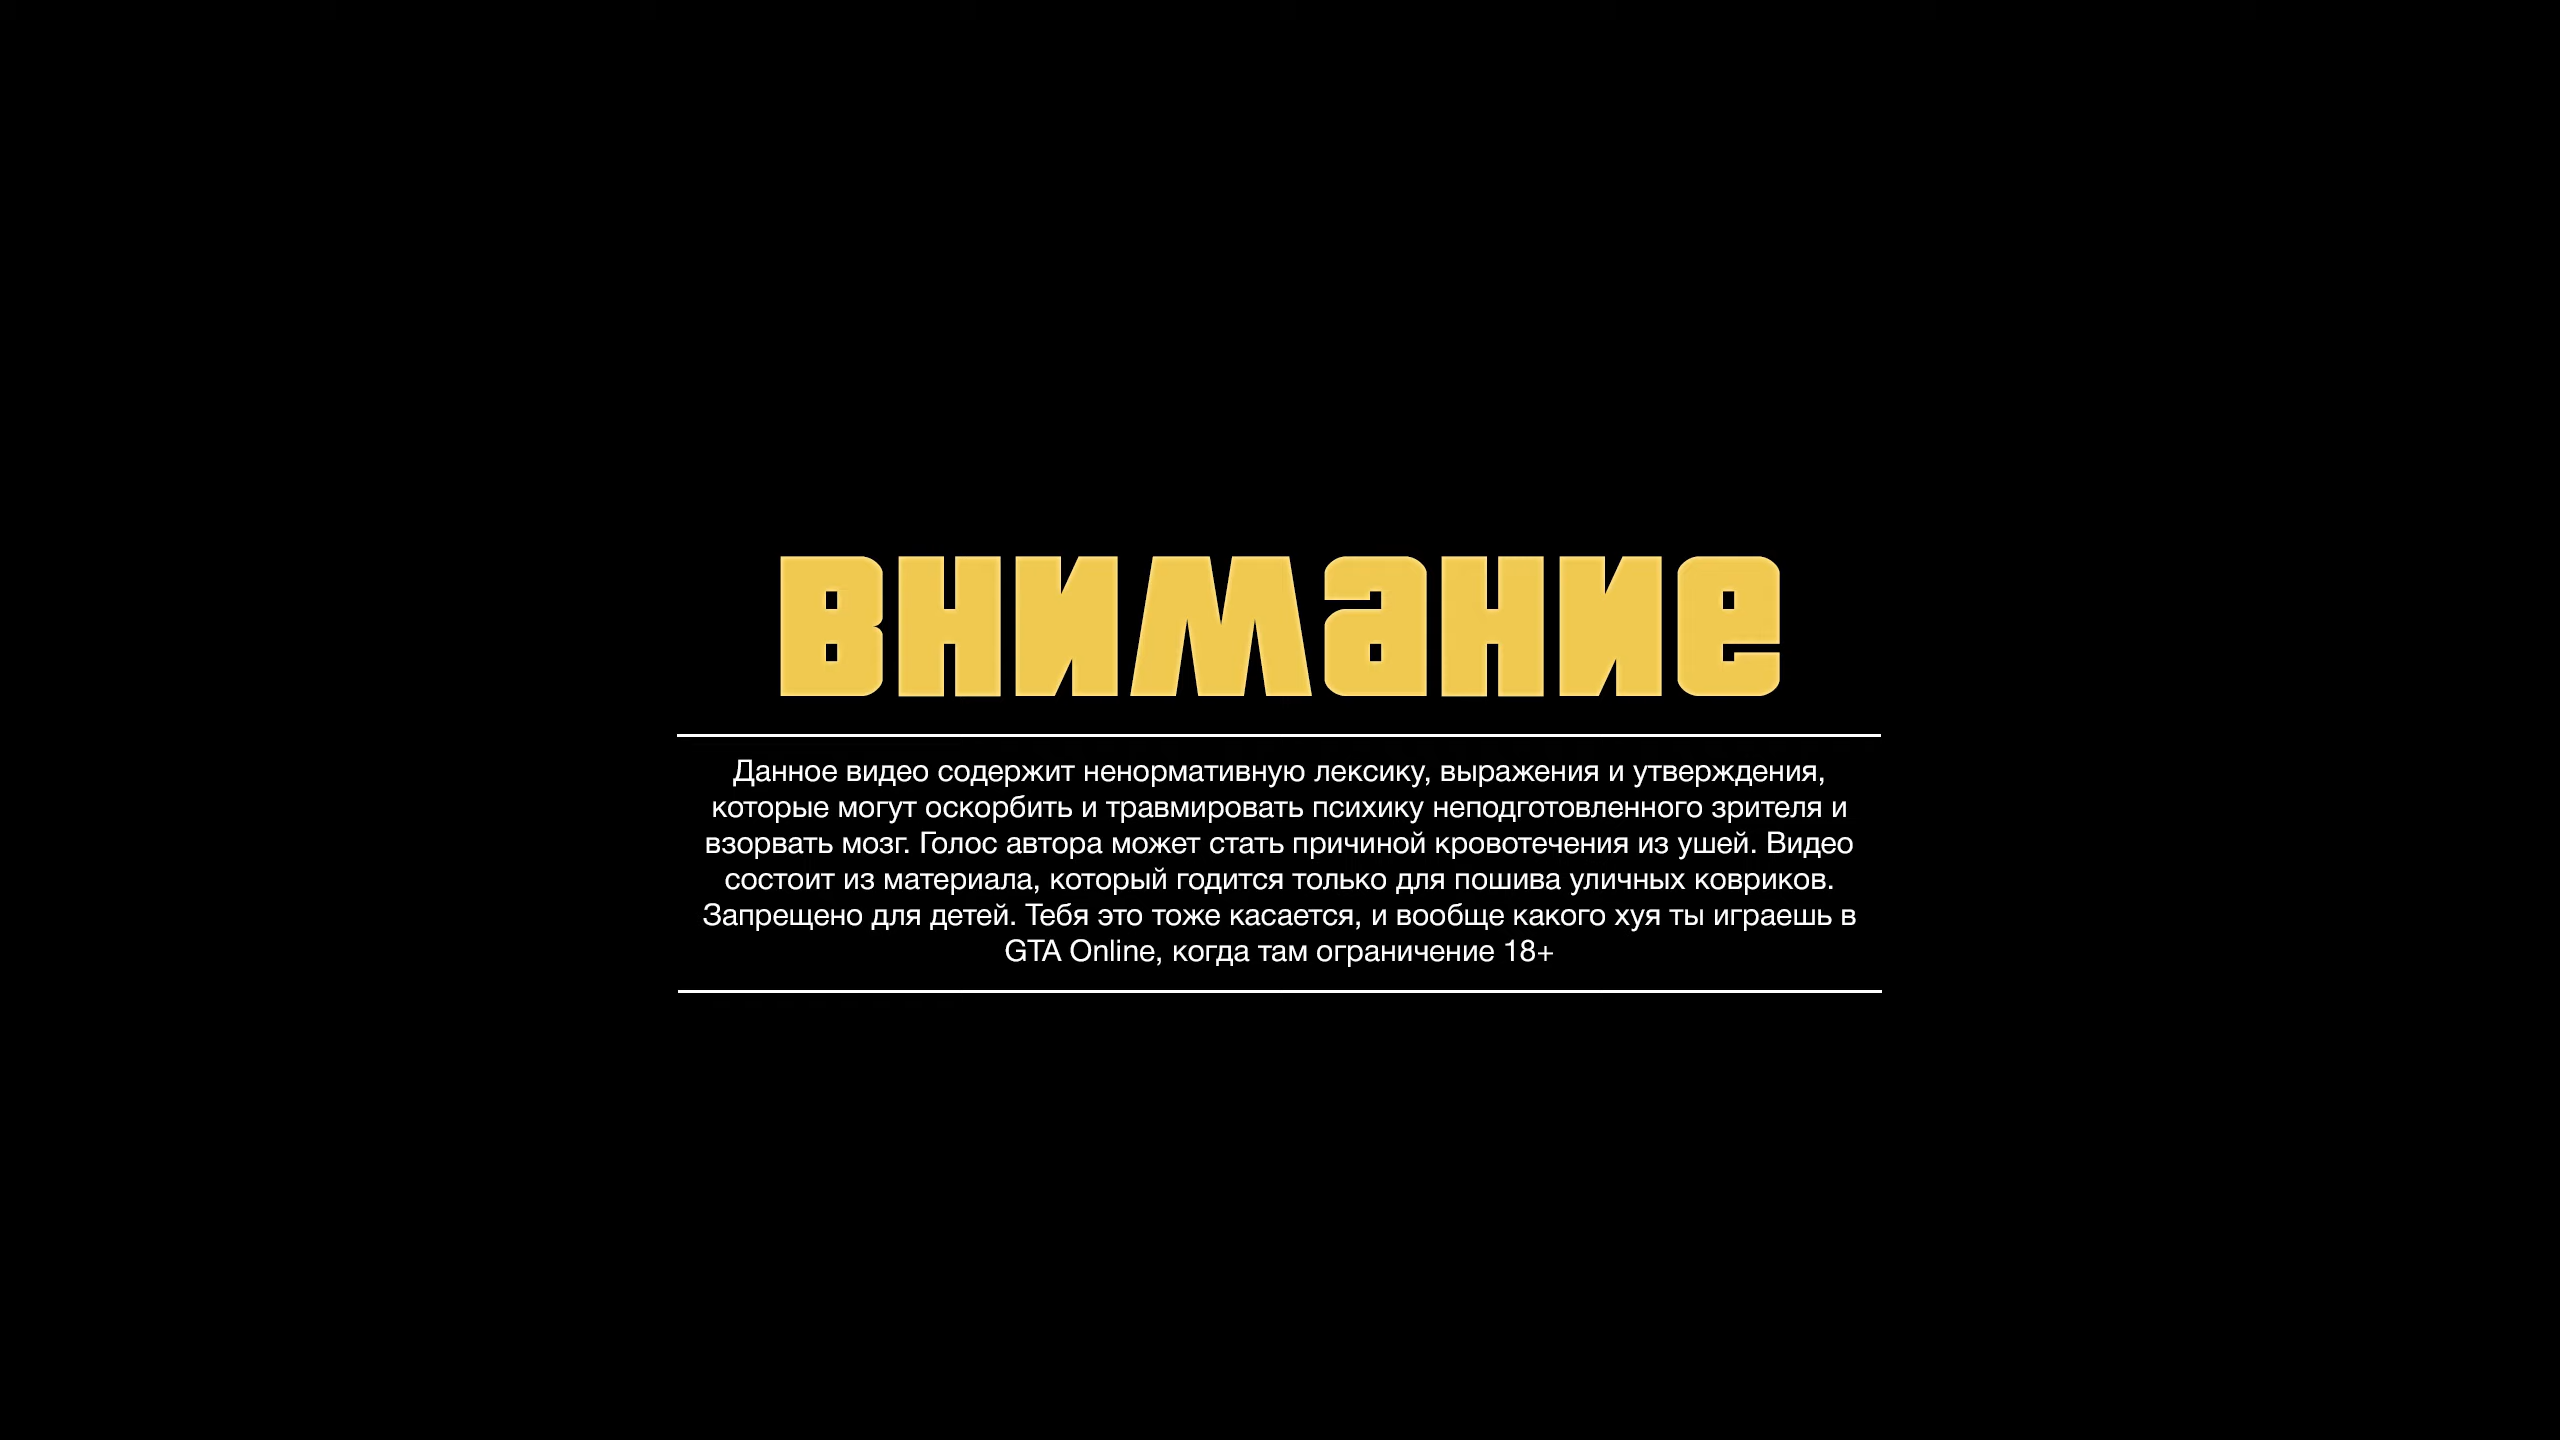 внимание
Данное видео содержит ненормативную лексику, выражения и утверждения,
которые могут оскорбить и травмировать психику неподготовленного зрителя и
взорвать мозг. Голос автора может стать причиной кровотечения из ушей. Видео
состоит из материала, который годится только для пошива уличных ковриков.
Запрещено для детей. Тебя это тоже касается, и вообще какого хуя ты играешь в
GTA Online, когда там ограничение 18+